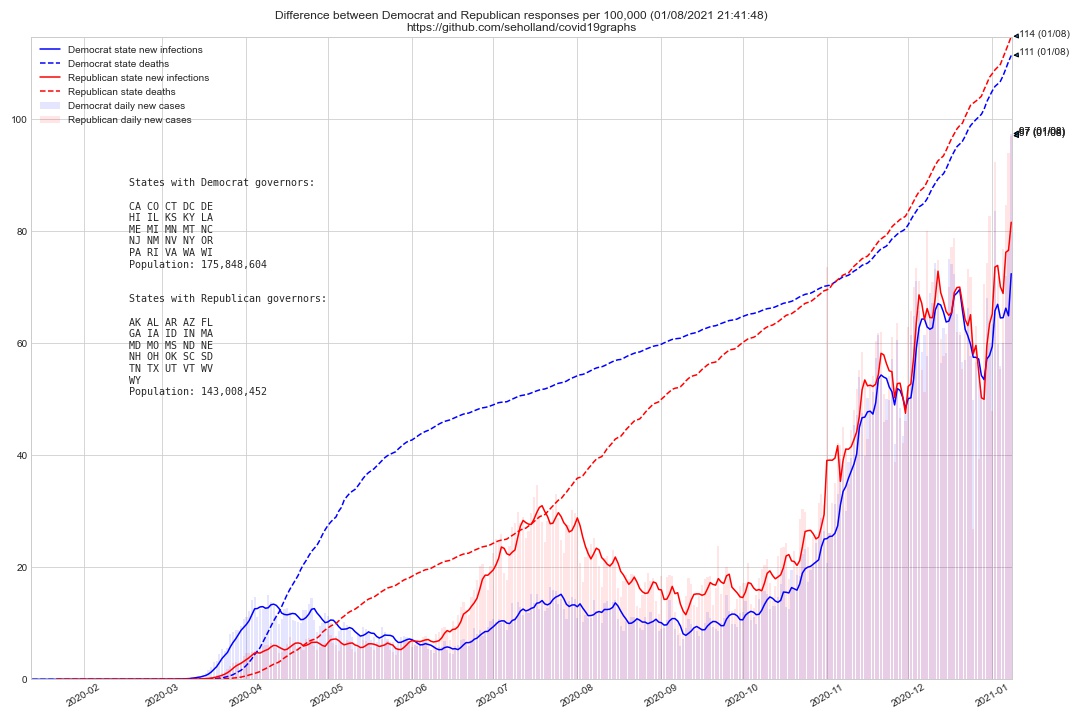 Difference between Democrat and Republican responses per 100,000 (01/08/2021 21:41:48)
https://github.com/seholland/covid19graphs
114 (01/08)
111 (01/08)
Democrat state new infections
Democrat state deaths
Republican state new infections
Republican state deaths
Democrat daily new cases
Republican daily new cases
100
80
60
40
20
0
States with Democrat governors:
CA CO CT DC DE
HI IL KS KY LA
ME MI MN MT NC
NJ NM NV NY OR
PA RI VA WA WI
Population: 175,848,604
States with Republican governors:
AK AL AR AZ FL
GA IA ID IN MA
MD MO MS ND NE
NH OH OK SC SD
TN TX UT VT WV
WY
Population: 143,008,452
2020-02
2020-03
2020-04
2020-05
2020-06
2020-07
2020-08
2020-09
2020-10
2020-11
2020-12
2021-01